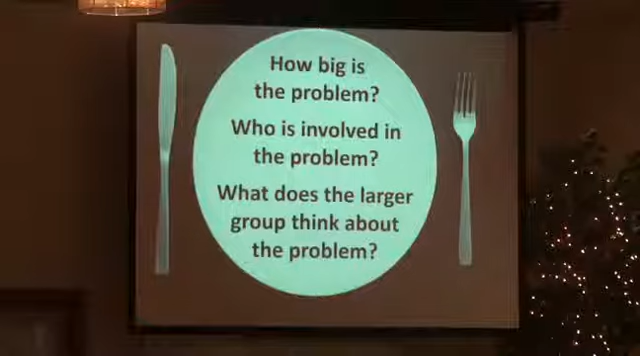 How big is
the problem?
Who is involved in
the problem?
What does the larger
group think about
the problem?